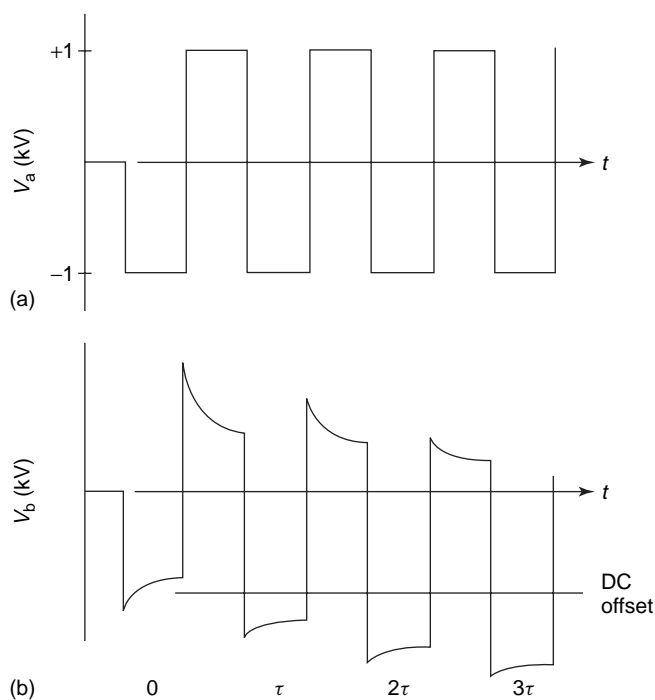 +1
V_a (kV)
t
−1
(a)
V_b (kV)
t
DC
offset
(b)
0
τ
2τ
3τ